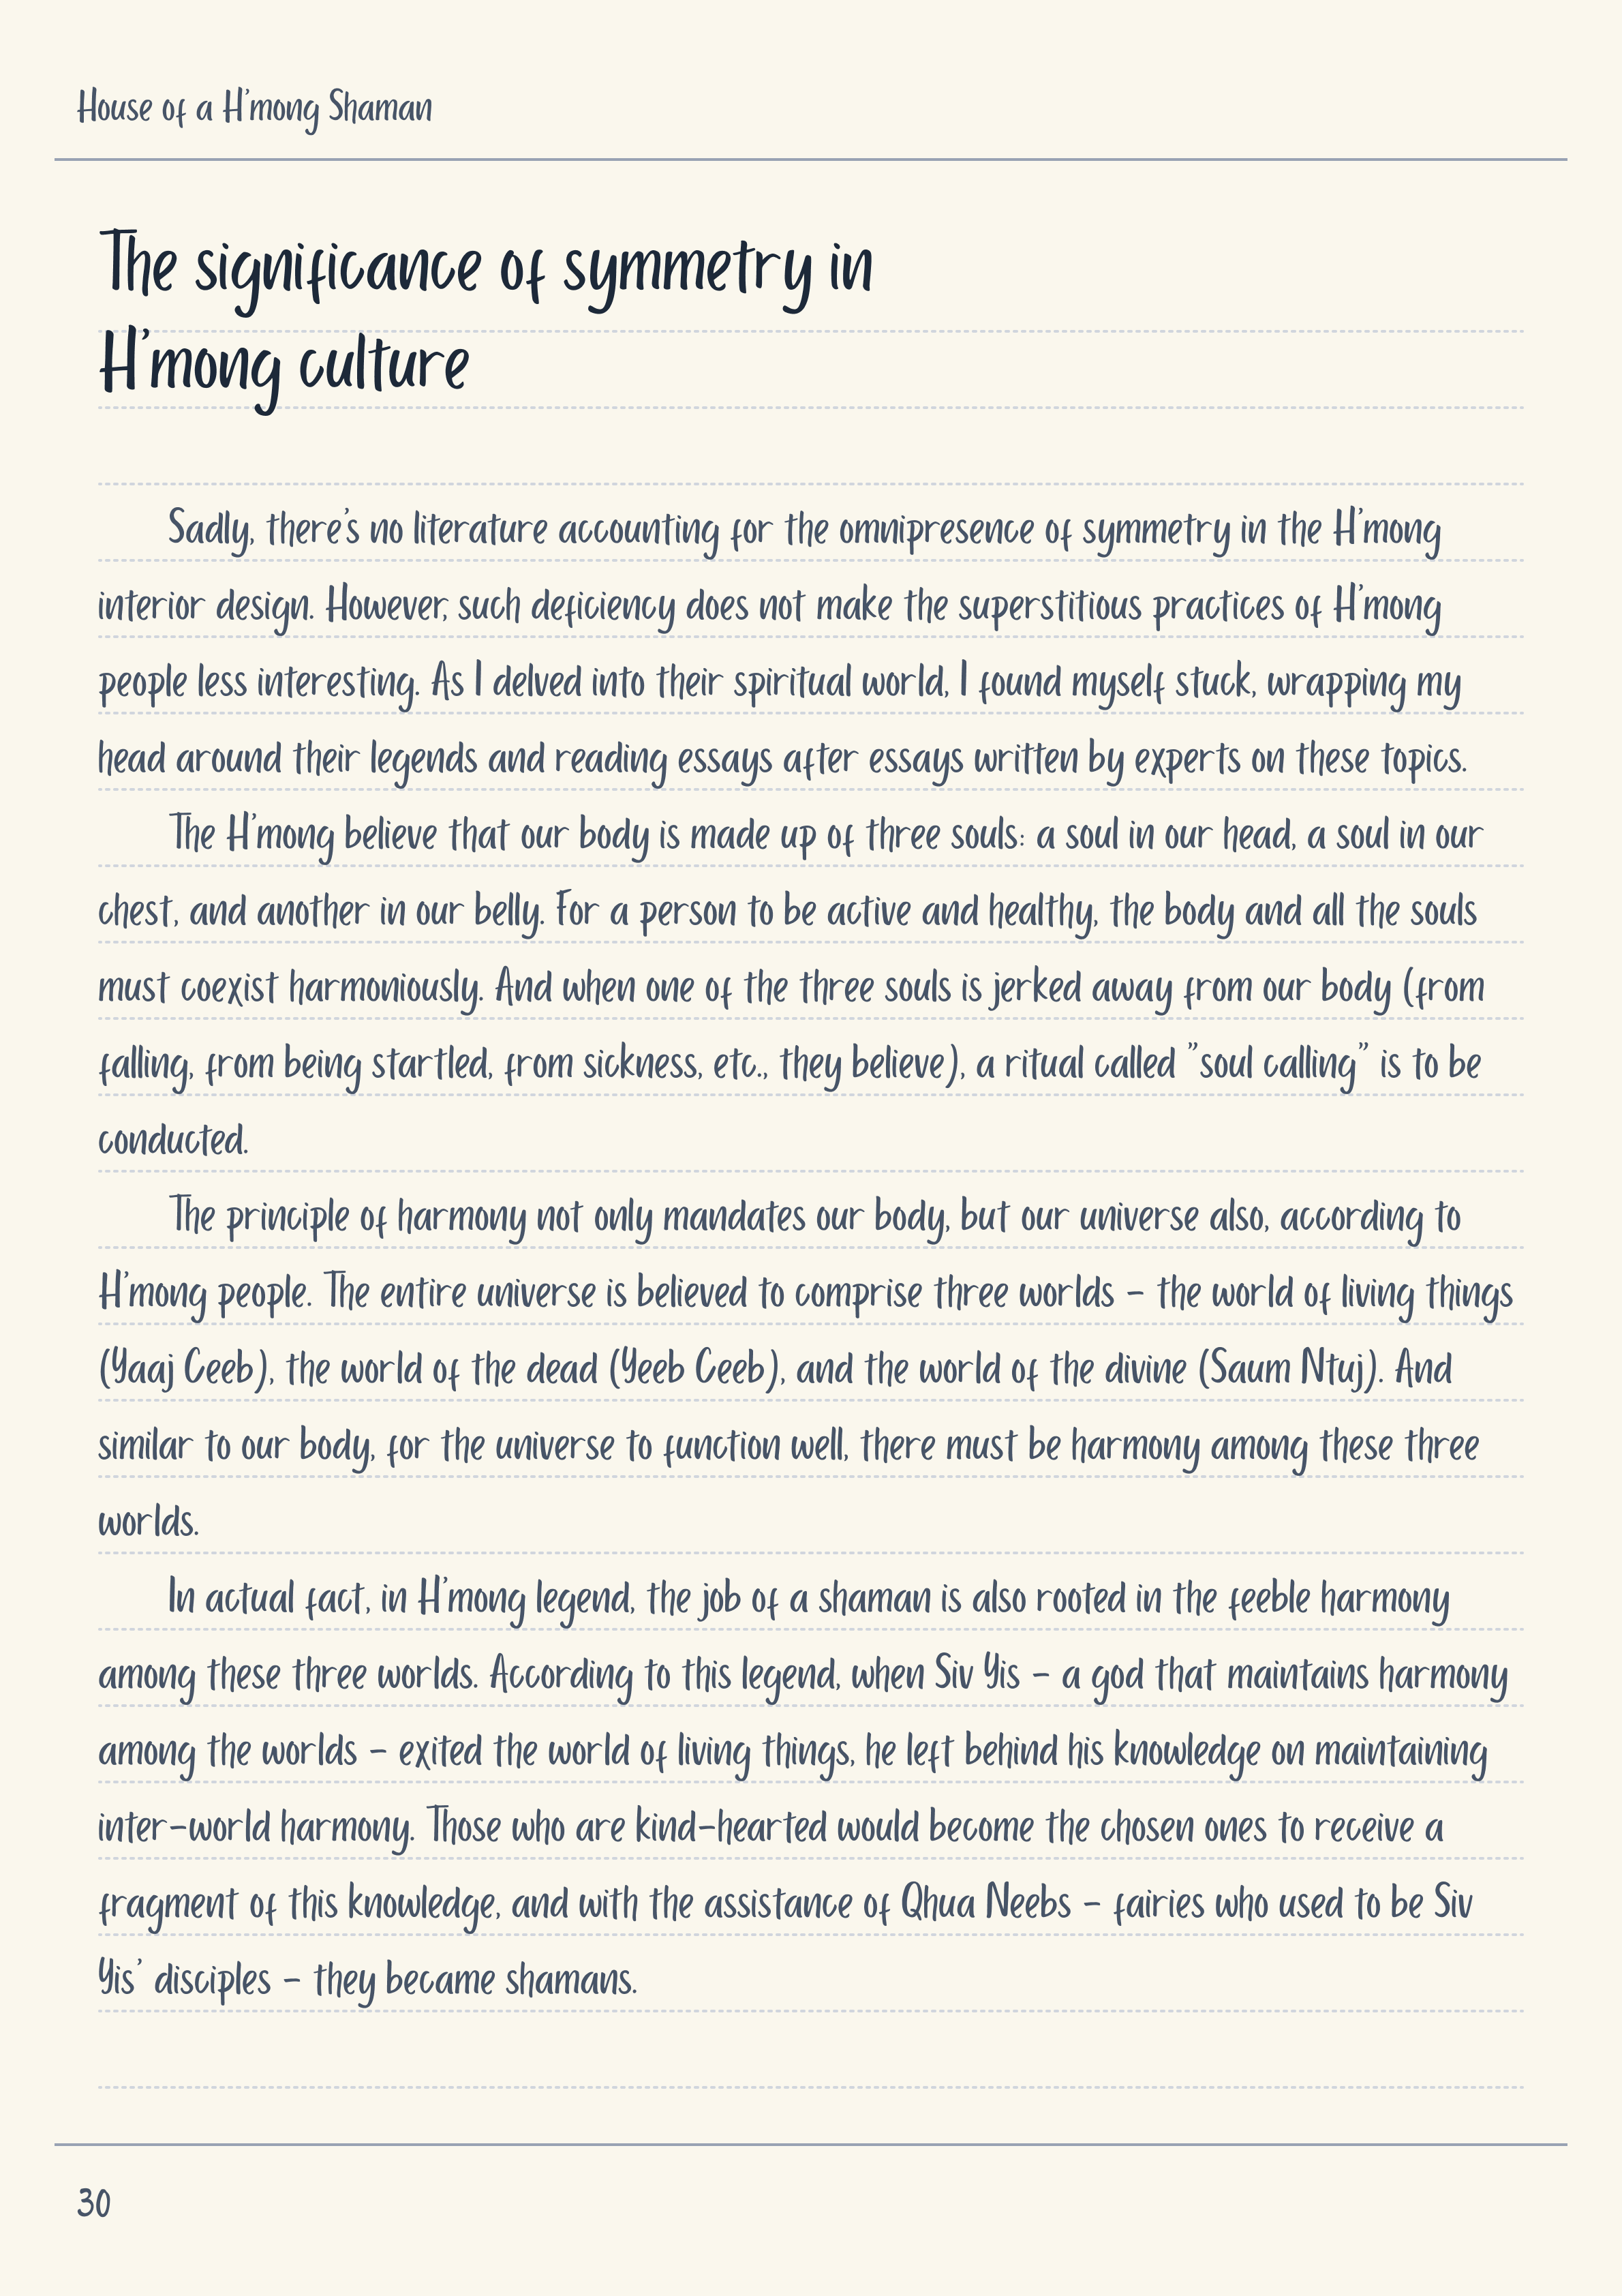 House of a H'mong Shaman
The significance of symmetry in
H'mong culture
Sadly, there's no literature accounting for the omnipresence of symmetry in the H'mong
interior design. However, such deficiency does not make the superstitious practices of H'mong
people less interesting. As I delved into their spiritual world, I found myself stuck, wrapping my
head around their legends and reading essays after essays written by experts on these topics.
The H'mong believe that our body is made up of three souls: a soul in our head, a soul in our
chest, and another in our belly. For a person to be active and healthy, the body and all the souls
must coexist harmoniously. And when one of the three souls is jerked away from our body (from
falling, from being startled, from sickness, etc., they believe), a ritual called ”soul calling” is to be
conducted.
The principle of harmony not only mandates our body, but our universe also, according to
H'mong people. The entire universe is believed to comprise three worlds – the world of living things
(Yaaj Ceeb), the world of the dead (Yeeb Ceeb), and the world of the divine (Saum Ntuj). And
similar to our body, for the universe to function well, there must be harmony among these three
worlds.
In actual fact, in H'mong legend, the job of a shaman is also rooted in the feeble harmony
among these three worlds. According to this legend, when Siv Yis – a god that maintains harmony
among the worlds – exited the world of living things, he left behind his knowledge on maintaining
inter-world harmony. Those who are kind-hearted would become the chosen ones to receive a
fragment of this knowledge, and with the assistance of Qhua Neebs – fairies who used to be Siv
Yis' disciples – they became shamans.
30